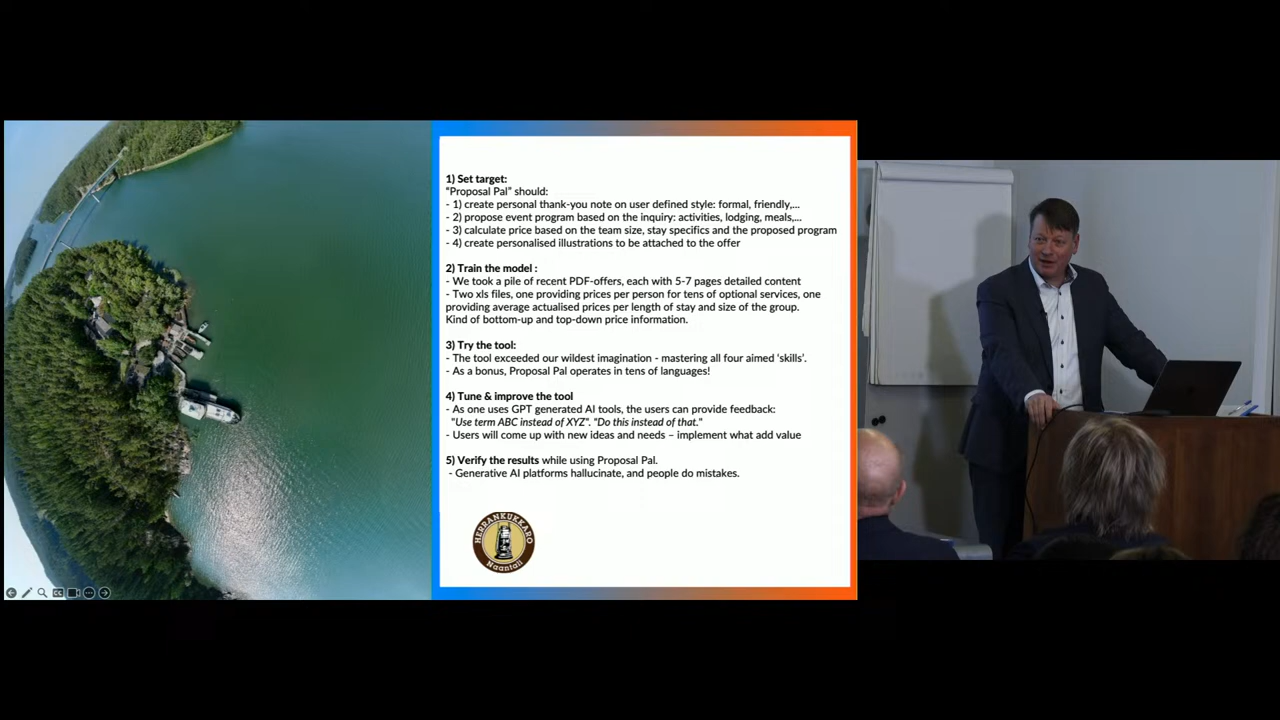 1) Set target:
"Proposal Pal" should:
- 1) create personal thank-you note on user defined style: formal, friendly,...
- 2) propose event program based on the inquiry: activities, lodging, meals,...
- 3) calculate price based on the team size, stay specifics and the proposed program
- 4) create personalised illustrations to be attached to the offer
2) Train the model :
- We took a pile of recent PDF-offers, each with 5-7 pages detailed content
- Two xls files, one providing prices per person for tens of optional services, one
providing average actualised prices per length of stay and size of the group.
Kind of bottom-up and top-down price information.
3) Try the tool:
- The tool exceeded our wildest imagination - mastering all four aimed 'skills'.
- As a bonus, Proposal Pal operates in tens of languages!
4) Tune & improve the tool
- As one uses GPT generated AI tools, the users can provide feedback:
"Use term ABC instead of XYZ". "Do this instead of that."
- Users will come up with new ideas and needs – implement what add value
5) Verify the results while using Proposal Pal.
- Generative AI platforms hallucinate, and people do mistakes.
HERRANKUKKARO
Naantali